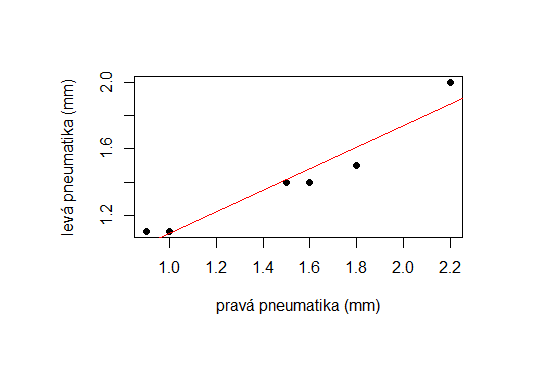 levá pneumatika (mm)
2.0
1.6
1.2
1.0 1.2 1.4 1.6 1.8 2.0 2.2
pravá pneumatika (mm)